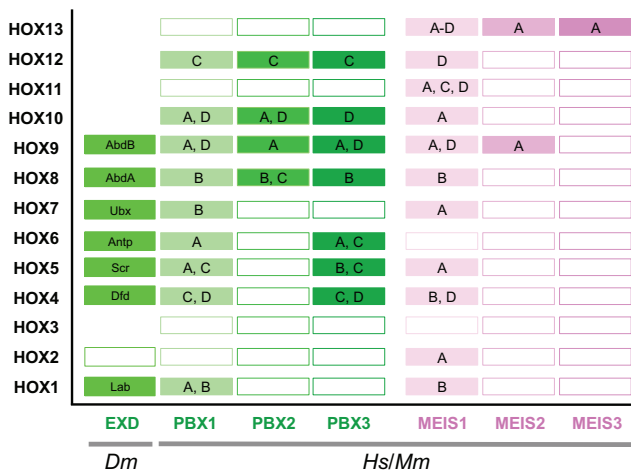 HOX13 A-D A A
HOX12 C C C D
HOX11 A, C, D
HOX10 A, D A, D D A
HOX9 AbdB A, D A A, D A, D A
HOX8 AbdA B B, C B B
HOX7 Ubx B A
HOX6 Antp A A, C
HOX5 Scr A, C B, C A
HOX4 Dfd C, D C, D B, D
HOX3
HOX2 A
HOX1 Lab A, B B
EXD PBX1 PBX2 PBX3 MEIS1 MEIS2 MEIS3
Dm Hs/Mm